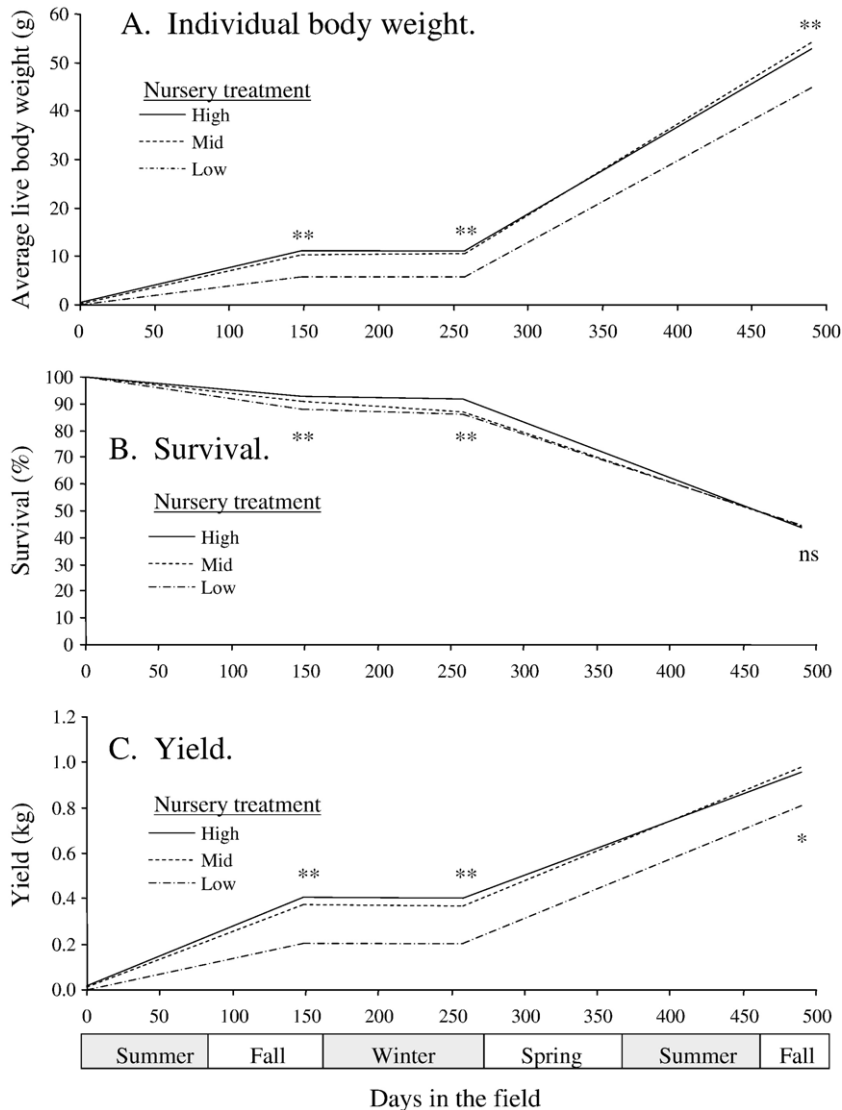 A. Individual body weight.
Average live body weight (g)
60
50
40
30
20
10
0
Nursery treatment
High
Mid
Low
**
**
**
0 50 100 150 200 250 300 350 400 450 500
B. Survival.
Survival (%)
100
90
80
70
60
50
40
30
20
10
0
Nursery treatment
High
Mid
Low
**
**
ns
0 50 100 150 200 250 300 350 400 450 500
C. Yield.
Yield (kg)
1.2
1.0
0.8
0.6
0.4
0.2
0.0
Nursery treatment
High
Mid
Low
**
**
*
0 50 100 150 200 250 300 350 400 450 500
Summer Fall Winter Spring Summer Fall
Days in the field